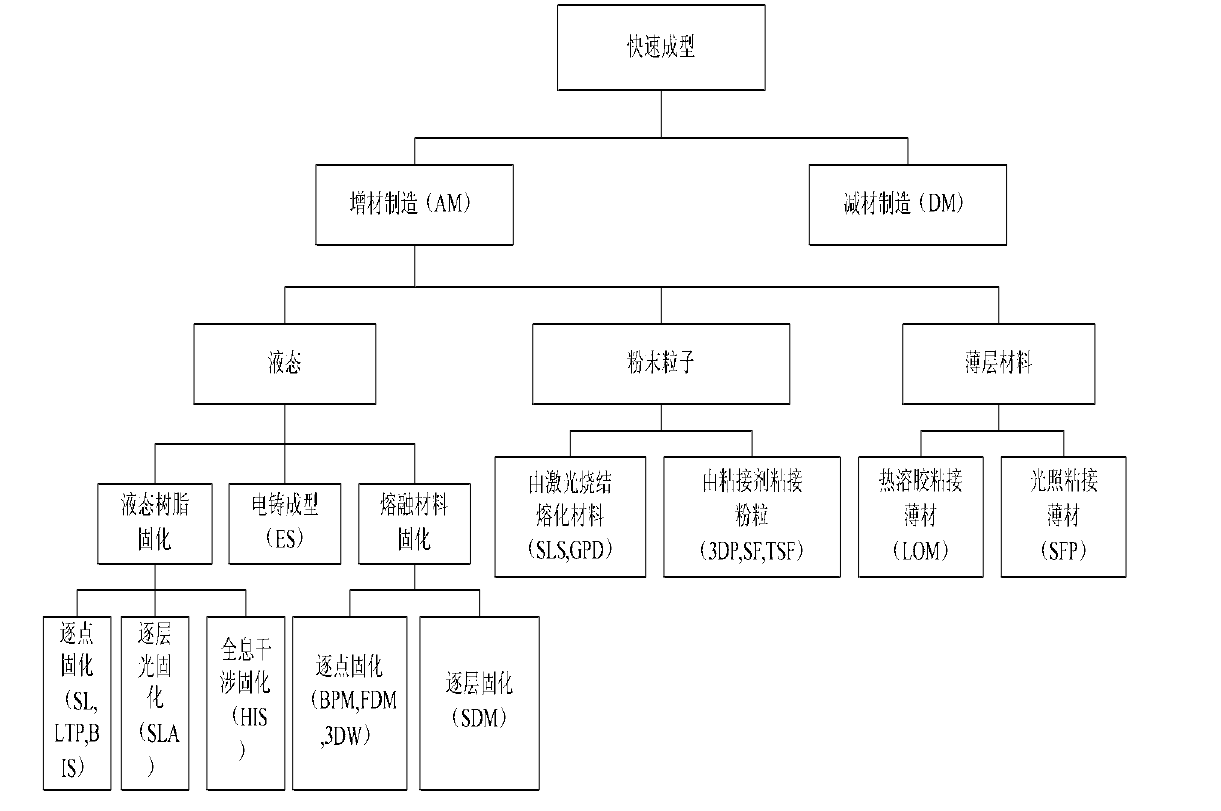 快速成型
增材制造（AM）
减材制造（DM）
液态
粉末粒子
薄层材料
液态树脂
固化
电铸成型
（ES）
熔融材料
固化
由激光烧结
熔化材料
（SLS,GPD）
由粘接剂粘接
粉粒
（3DP,SF,TSF）
热溶胶粘接
薄材
（LOM）
光照粘接
薄材
（SFP）
逐点
固化
（SL,
LTP,B
IS）
逐层
光固
化
（SLA
）
全息干
涉固化
（HIS
）
逐点固化
（BPM,FDM
,3DW）
逐层固化
（SDM）